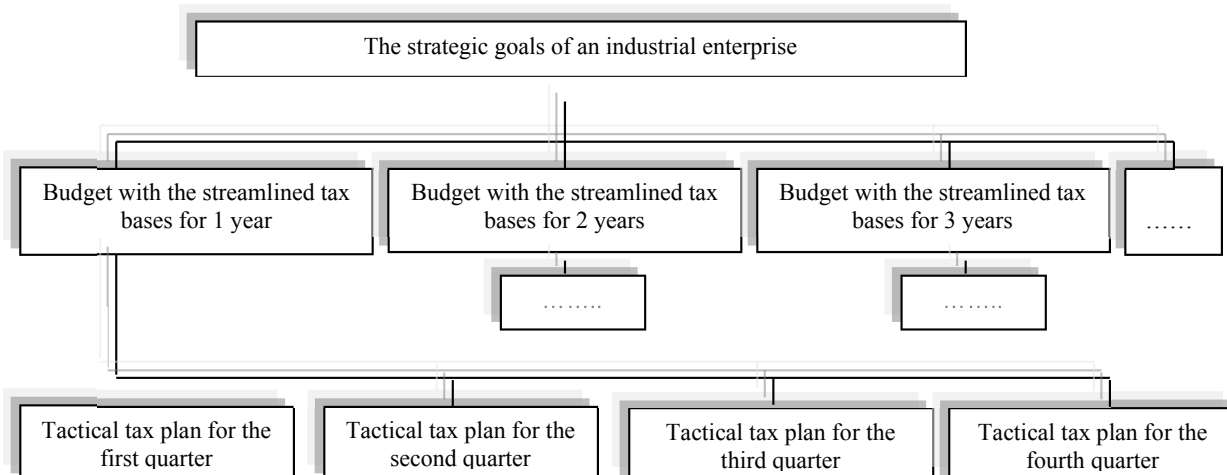 The strategic goals of an industrial enterprise
Budget with the streamlined tax
bases for 1 year
Budget with the streamlined tax
bases for 2 years
Budget with the streamlined tax
bases for 3 years
……
……..
……..
Tactical tax plan for the
first quarter
Tactical tax plan for the
second quarter
Tactical tax plan for the
third quarter
Tactical tax plan for the
fourth quarter